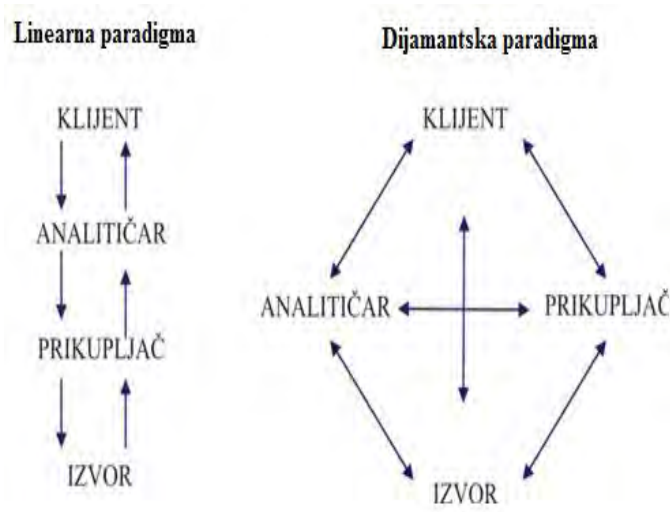 Linearna paradigma
KLIJENT
ANALITIČAR
PRIKUPLJAČ
IZVOR
Dijamantska paradigma
KLIJENT
ANALITIČAR
PRIKUPLJAČ
IZVOR